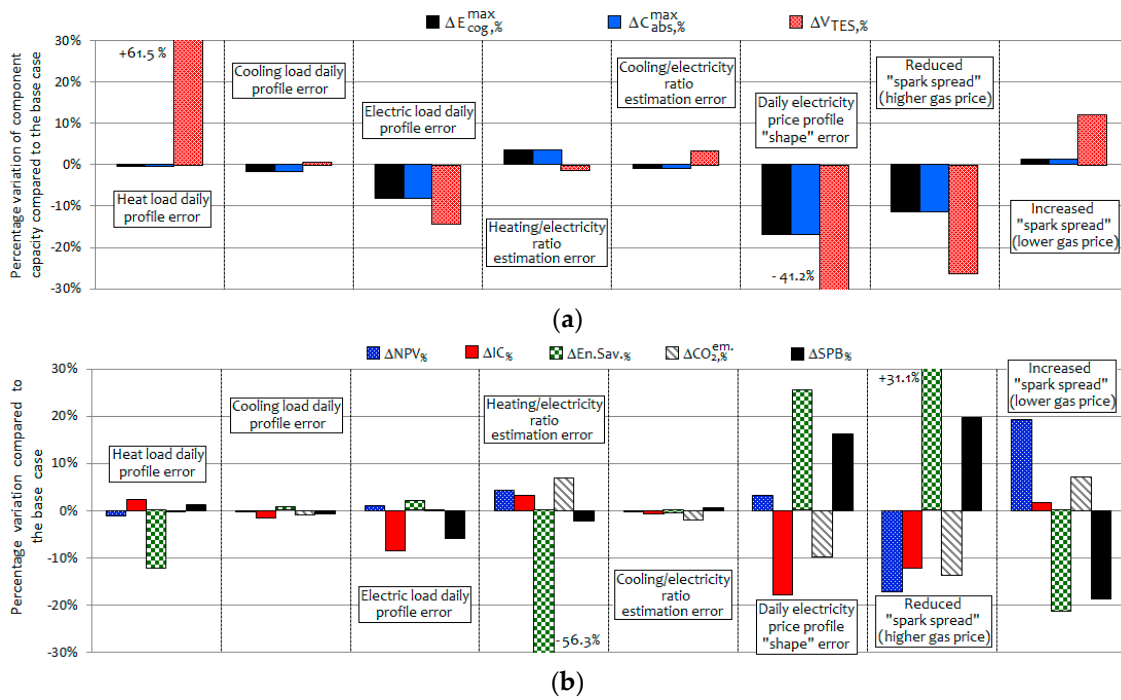 ΔE cog,% max ΔC abs,% max ΔV TES,%
Percentage variation of component
capacity compared to the base case
30%
20%
10%
0%
-10%
-20%
-30%
+61.5 %
Heat load daily
profile error
Cooling load daily
profile error
Electric load daily
profile error
Heating/electricity
ratio
estimation error
Cooling/electricity
ratio
estimation error
Daily electricity
price profile
"shape" error
- 41.2%
Reduced
"spark spread"
(higher gas price)
Increased
"spark spread"
(lower gas price)
(a)
ΔNPV% ΔIC% ΔEn.Sav.% ΔCO2,% em. ΔSPB%
Percentage variation compared to
the base case
30%
20%
10%
0%
-10%
-20%
-30%
Heat load daily
profile error
Cooling load daily
profile error
Electric load daily
profile error
Heating/electricity
ratio
estimation error
- 56.3%
Cooling/electricity
ratio
estimation error
Daily electricity
price profile
"shape" error
+31.1%
Reduced
"spark spread"
(higher gas price)
Increased
"spark spread"
(lower gas price)
(b)